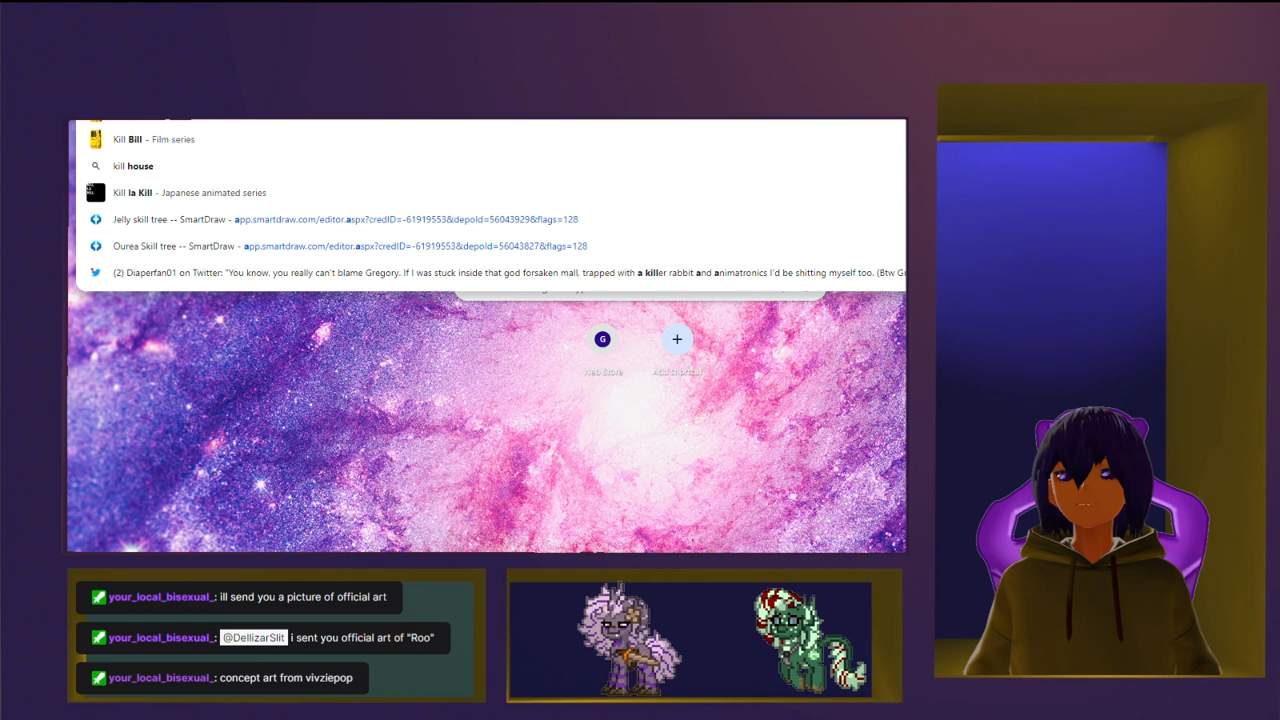 Kill Bill - Film series
kill house
Kill la Kill - Japanese animated series
Jelly skill tree -- SmartDraw - app.smartdraw.com/editor.aspx?credID=-61919553&depoId=56043929&flags=128
Ourea Skill tree -- SmartDraw - app.smartdraw.com/editor.aspx?credID=-61919553&depoId=56043827&flags=128
(2) Diaperfan01 on Twitter: "You know, you really can't blame Gregory. If I was stuck inside that god forsaken mall, trapped with a killer rabbit and animatronics I'd be shitting myself too. (Btw Gr
G
Web Store
Add shortcut
your_local_bisexual_: ill send you a picture of official art
your_local_bisexual_: @DellizarSlit i sent you official art of "Roo"
your_local_bisexual_: concept art from vivziepop